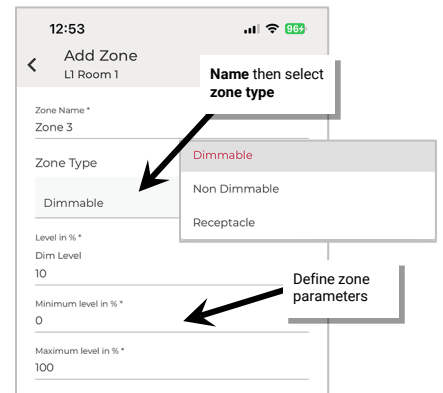 12:53
96
Add Zone
L1 Room 1
Name then select
zone type
Zone Name *
Zone 3
Zone Type
Dimmable
Dimmable
Non Dimmable
Receptacle
Level in % *
Dim Level
10
Define zone
parameters
Minimum level in % *
0
Maximum level in % *
100